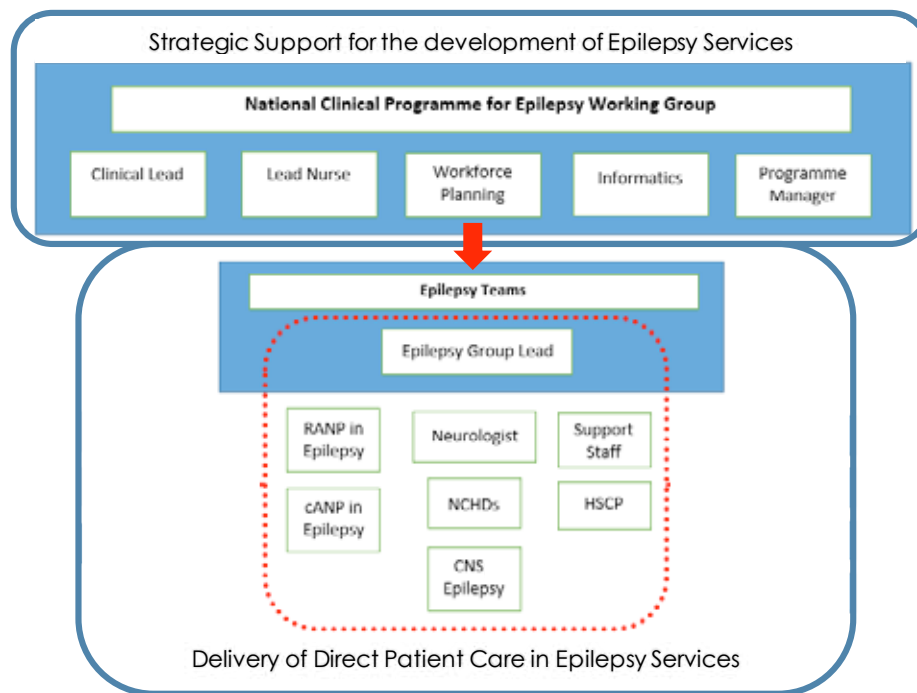 Strategic Support for the development of Epilepsy Services
National Clinical Programme for Epilepsy Working Group
Clinical Lead
Lead Nurse
Workforce
Planning
Informatics
Programme
Manager
Epilepsy Teams
Epilepsy Group Lead
RANP in
Epilepsy
Neurologist
Support
Staff
cANP in
Epilepsy
NCHDs
HSCP
CNS
Epilepsy
Delivery of Direct Patient Care in Epilepsy Services